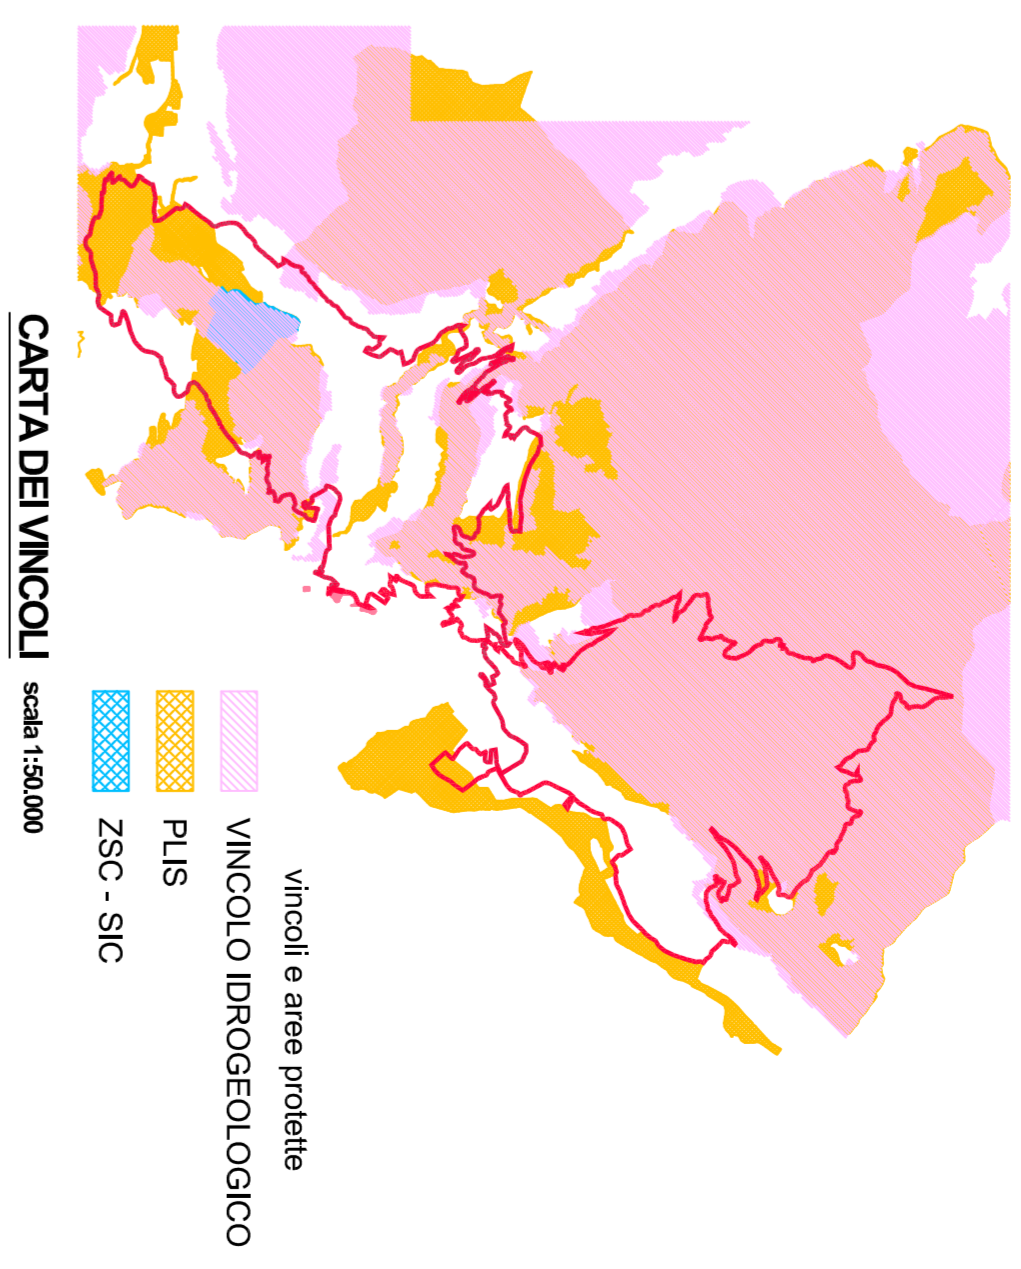 vincoli e aree protette
VINCOLO IDROGEOLOGICO
PLIS
ZSC - SIC
CARTA DEI VINCOLI scala 1:50.000